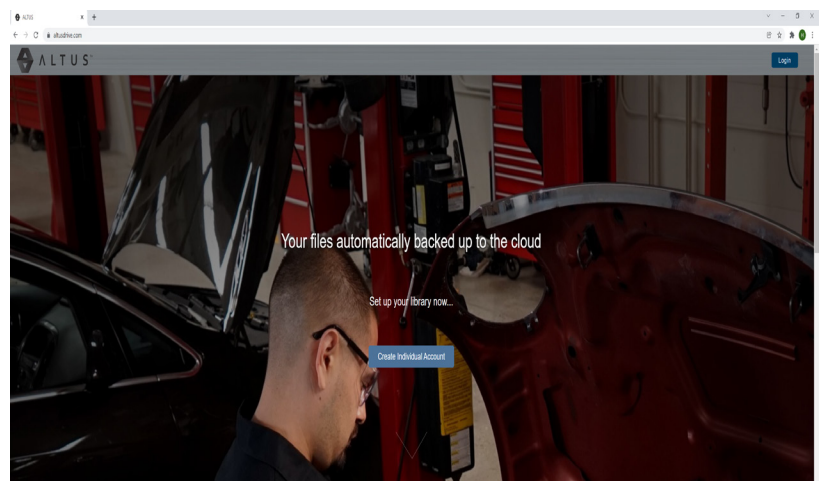 ALTUS
altusdrive.com
ALTUS
Login
Your files automatically backed up to the cloud
Set up your library now...
Create Individual Account